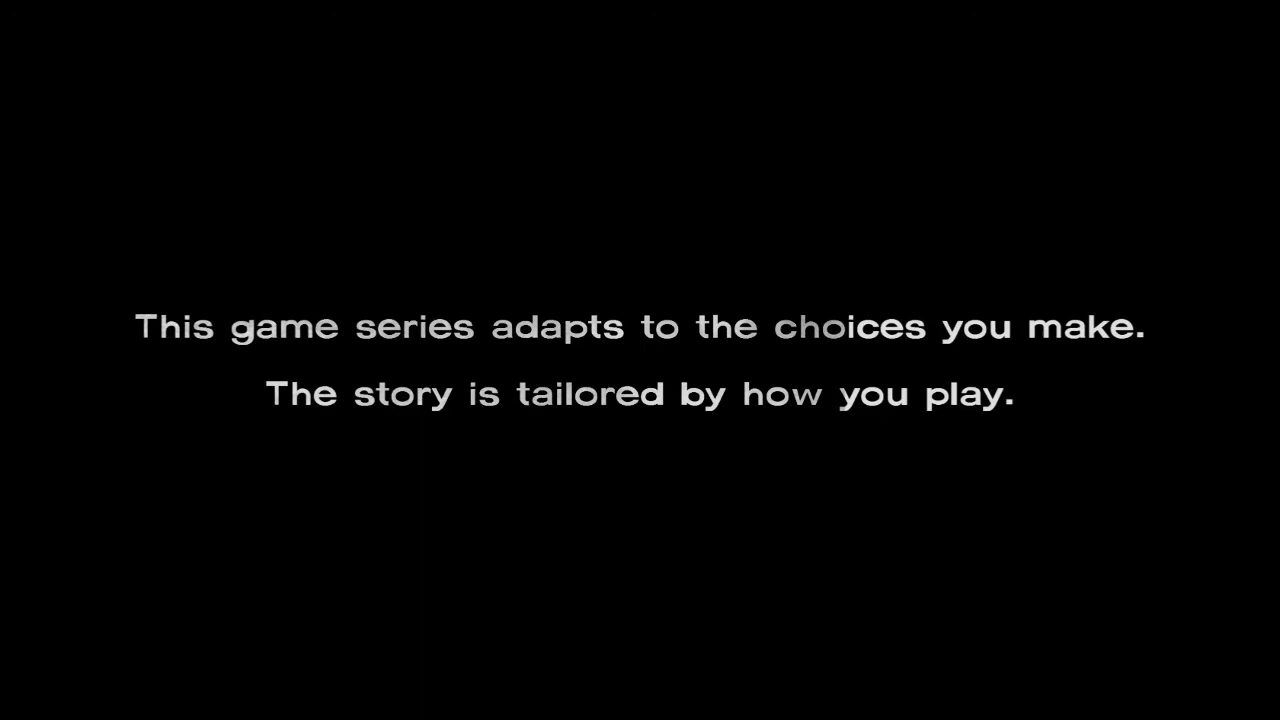 This game series adapts to the choices you make.
The story is tailored by how you play.